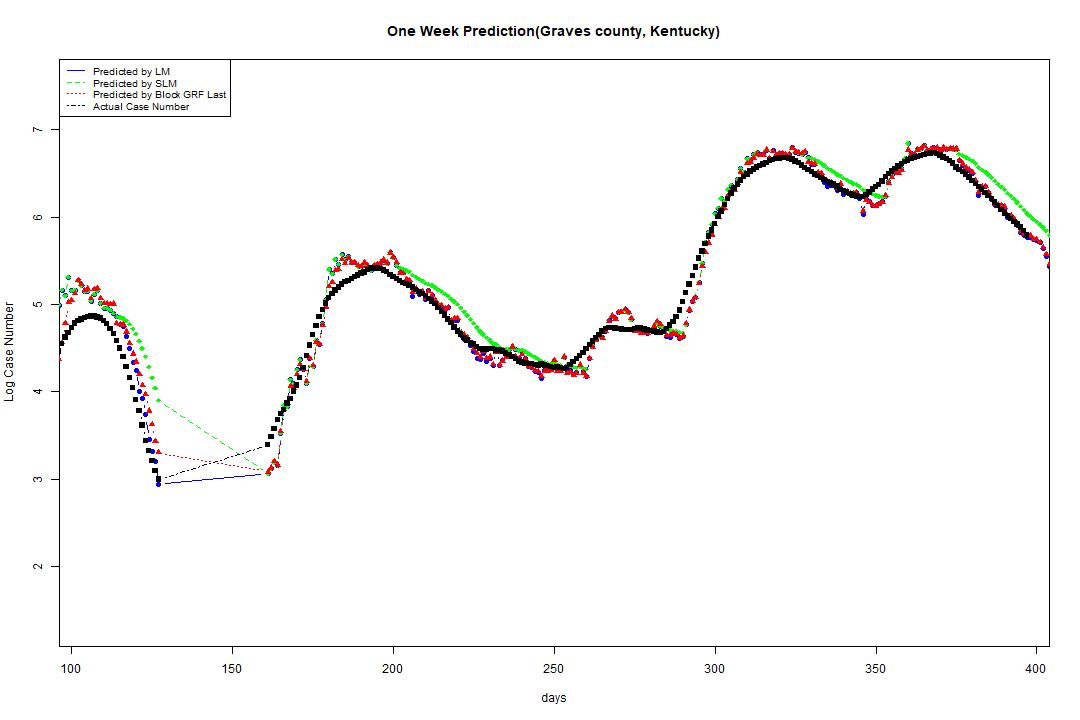 One Week Prediction(Graves county, Kentucky)
Predicted by LM
Predicted by SLM
Predicted by Block GRF Last
Actual Case Number
7
6
5
4
3
2
Log Case Number
100 150 200 250 300 350 400
days